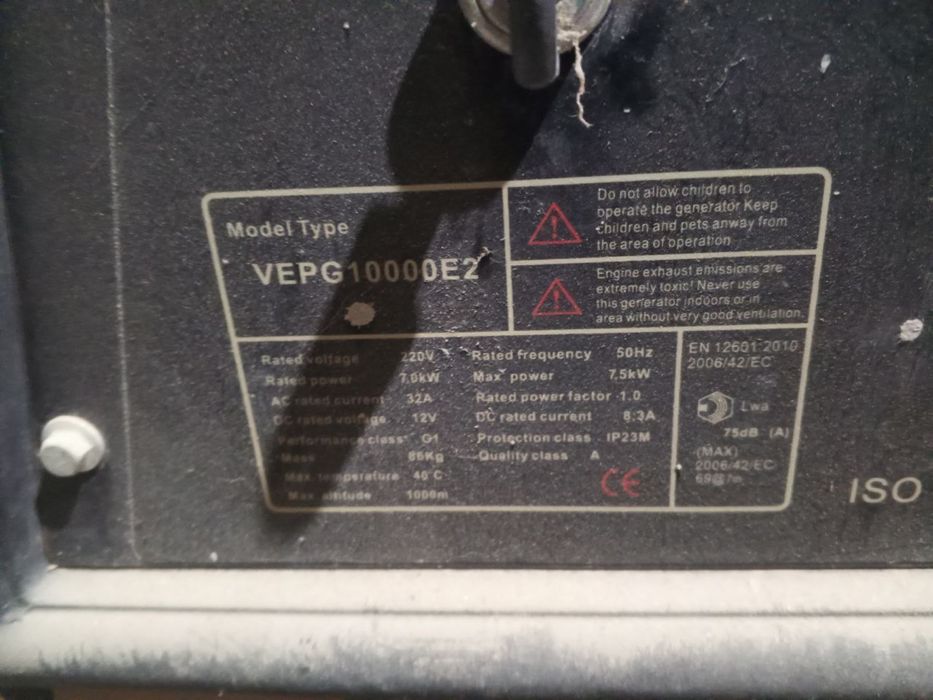 Model Type
VEPG10000E2
Do not allow children to
operate the generator Keep
children and pets anway from
the area of operation
Engine exhaust emissions are
extremely toxic! Never use
this generator indoors or in
area without very good ventilation.
Rated voltage 220V Rated frequency 50Hz
Rated power 7.0kW Max power 7.5kW
AC rated current 32A Rated power factor 1.0
DC rated voltage 12V DC rated current 8.3A
Performance class G1 Protection class IP23M
Mass 86Kg Quality class A
Max temperature 40°C
Max altitude 1000m
CE
EN 12601:2010
2006/42/EC
Lwa
75dB (A)
(MAX)
2006/42/EC
69@7m
ISO